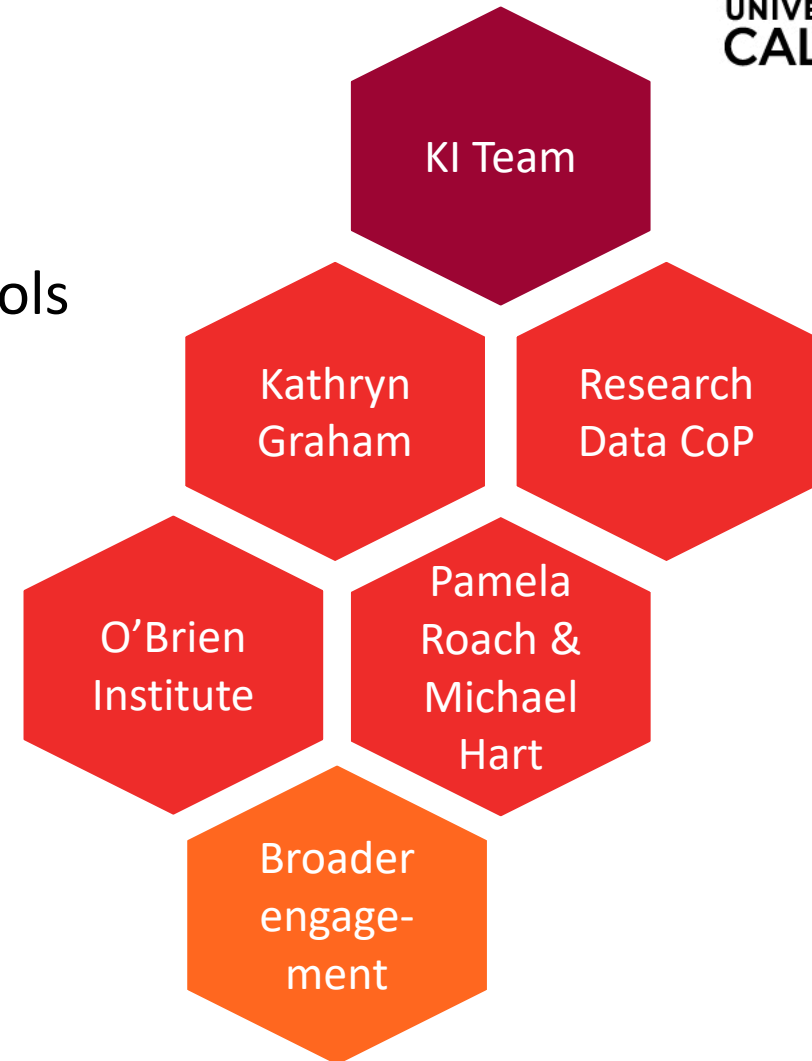 UNIVE
CAL
KI Team
ols
Kathryn
Graham
Research
Data CoP
O’Brien
Institute
Pamela
Roach &
Michael
Hart
Broader
engage-
ment